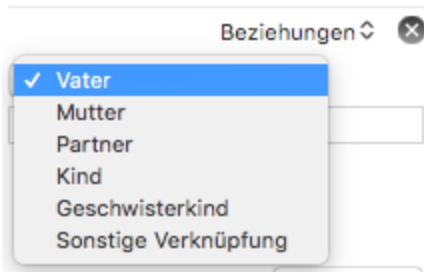 Beziehungen
Vater
Mutter
Partner
Kind
Geschwisterkind
Sonstige Verknüpfung